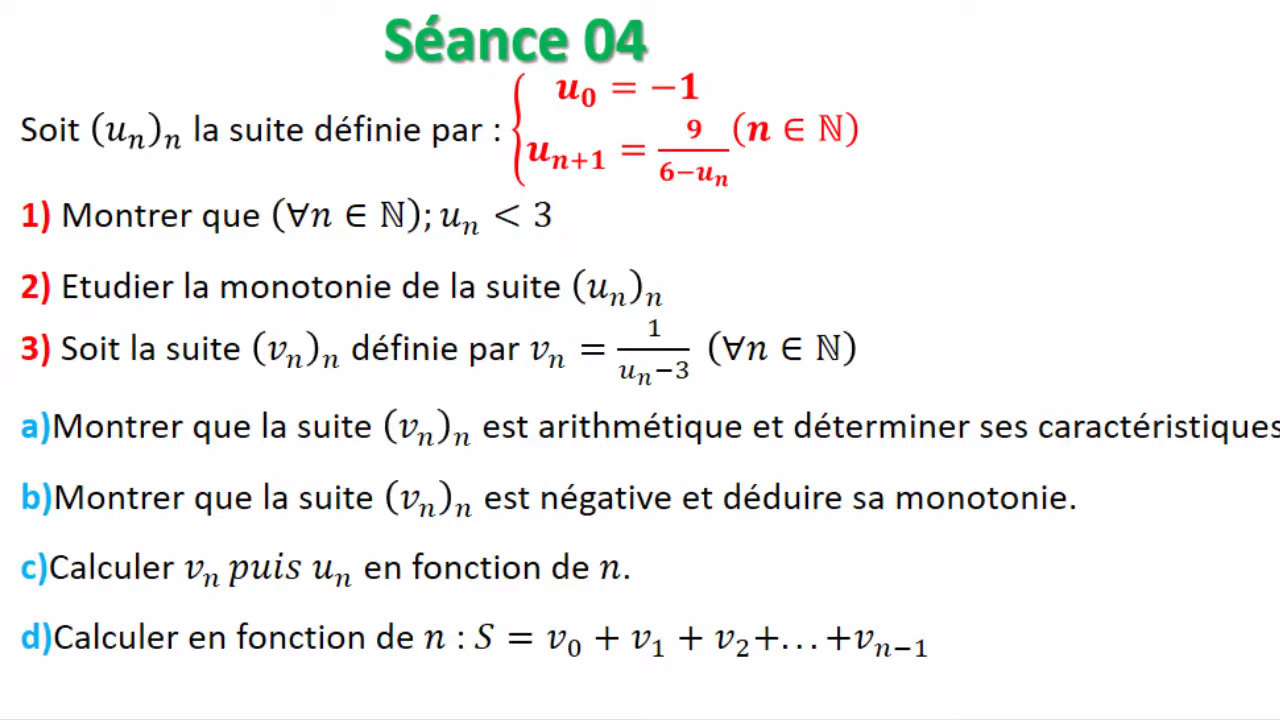 Séance 04
Soit (uₙ)ₙ la suite définie par : { u₀ = −1
uₙ₊₁ = 9/(6−uₙ) (n ∈ ℕ)
1) Montrer que (∀n ∈ ℕ); uₙ < 3
2) Etudier la monotonie de la suite (uₙ)ₙ
3) Soit la suite (vₙ)ₙ définie par vₙ = 1/(uₙ−3) (∀n ∈ ℕ)
a)Montrer que la suite (vₙ)ₙ est arithmétique et déterminer ses caractéristiques
b)Montrer que la suite (vₙ)ₙ est négative et déduire sa monotonie.
c)Calculer vₙ puis uₙ en fonction de n.
d)Calculer en fonction de n : S = v₀ + v₁ + v₂+...+vₙ₋₁